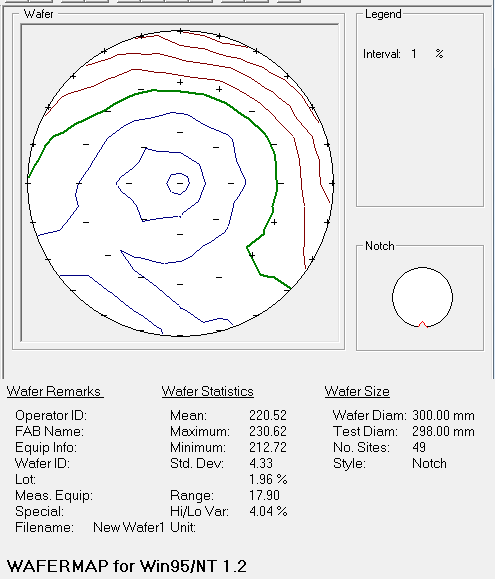 Wafer
Legend
Interval: 1 %
Notch
Wafer Remarks
Operator ID:
FAB Name:
Equip Info:
Wafer ID:
Lot:
Meas. Equip:
Special:
Filename: New Wafer1
Wafer Statistics
Mean: 220.52
Maximum: 230.62
Minimum: 212.72
Std. Dev: 4.33
1.96 %
Range: 17.90
Hi/Lo Var: 4.04 %
Unit:
Wafer Size
Wafer Diam: 300.00 mm
Test Diam: 298.00 mm
No. Sites: 49
Style: Notch
WAFERMAP for Win95/NT 1.2